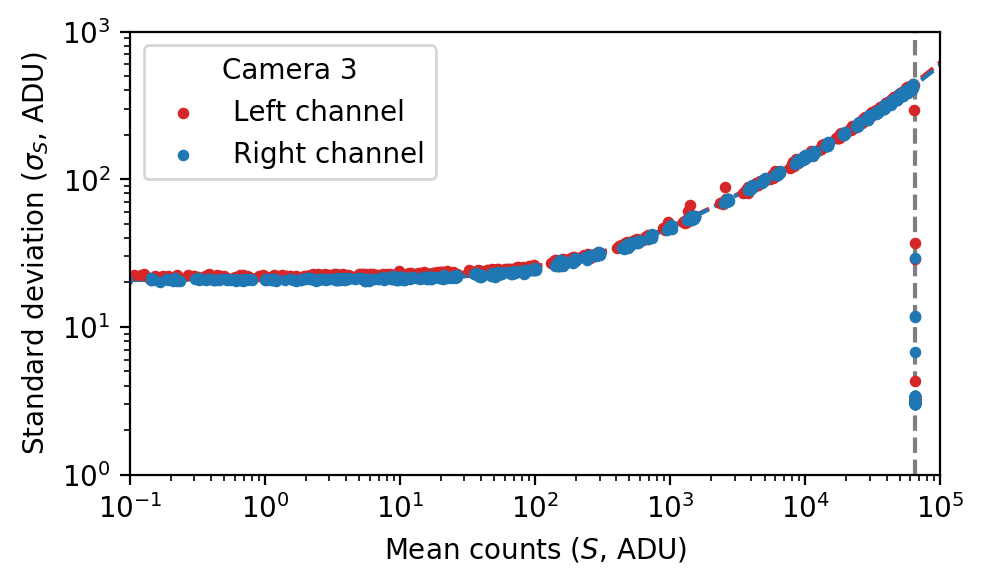 Camera 3
Left channel
Right channel
Standard deviation (σ_S, ADU)
10³
10²
10¹
10⁰
10⁻¹ 10⁰ 10¹ 10² 10³ 10⁴ 10⁵
Mean counts (S, ADU)